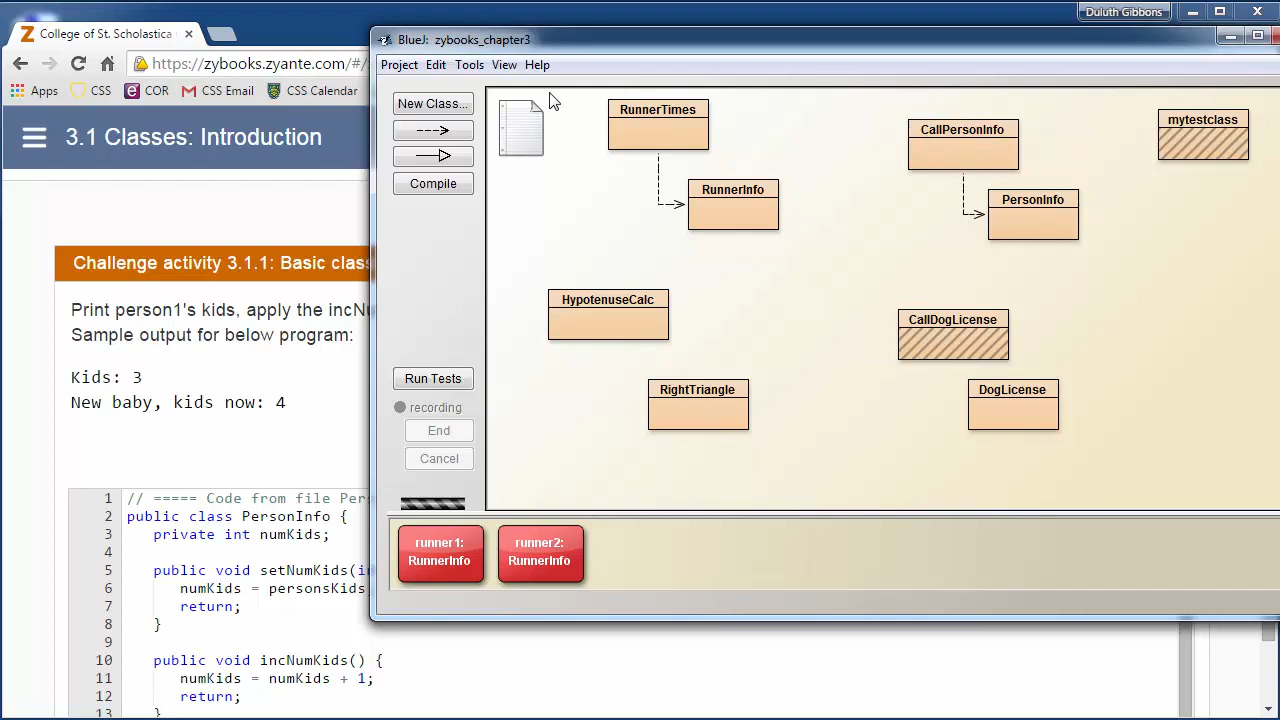 Duluth Gibbons
College of St. Scholastica
https://zybooks.zyante.com/#/
Apps
CSS
COR
CSS Email
CSS Calendar
3.1 Classes: Introduction
Challenge activity 3.1.1: Basic clas
Print person1's kids, apply the incN
Sample output for below program:
Kids: 3
New baby, kids now: 4
1 // ===== Code from file Per
2 public class PersonInfo {
3 private int numKids;
4
5 public void setNumKids(in
6 numKids = personsKids
7 return;
8 }
9
10 public void incNumKids() {
11 numKids = numKids + 1;
12 return;
13 }
BlueJ: zybooks_chapter3
Project Edit Tools View Help
New Class...
Compile
Run Tests
recording
End
Cancel
RunnerTimes
RunnerInfo
CallPersonInfo
PersonInfo
mytestclass
HypotenuseCalc
RightTriangle
CallDogLicense
DogLicense
runner1:
RunnerInfo
runner2:
RunnerInfo